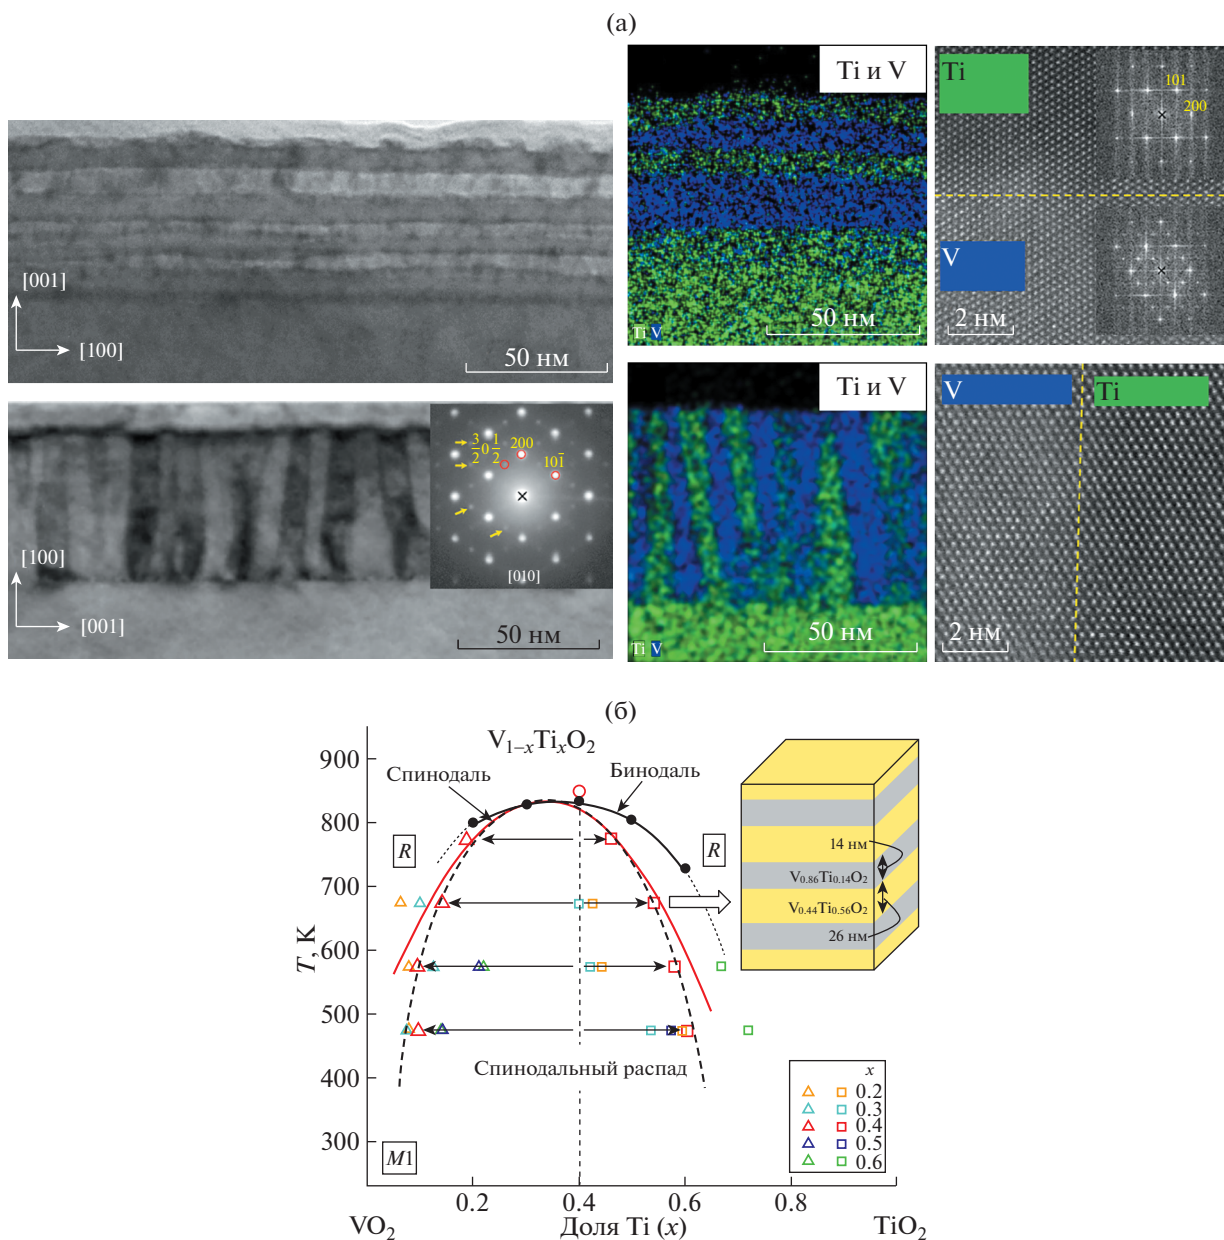 (а)
Ti и V
Ti
101
200
V
2 нм
Ti V
50 нм
[001]
[100]
50 нм
Ti и V
V
Ti
2 нм
Ti V
50 нм
3/2 0 1/2
200
101̄
[010]
[100]
[001]
50 нм
(б)
V₁₋ₓTiₓO₂
Спинодаль
Бинодаль
R
R
14 нм
V₀.₈₆Ti₀.₁₄O₂
V₀.₄₄Ti₀.₅₆O₂
26 нм
T, К
900
800
700
600
500
400
300
Спинодальный распад
M1
x
0.2
0.3
0.4
0.5
0.6
0.2
0.4
0.6
0.8
VO₂
Доля Ti (x)
TiO₂